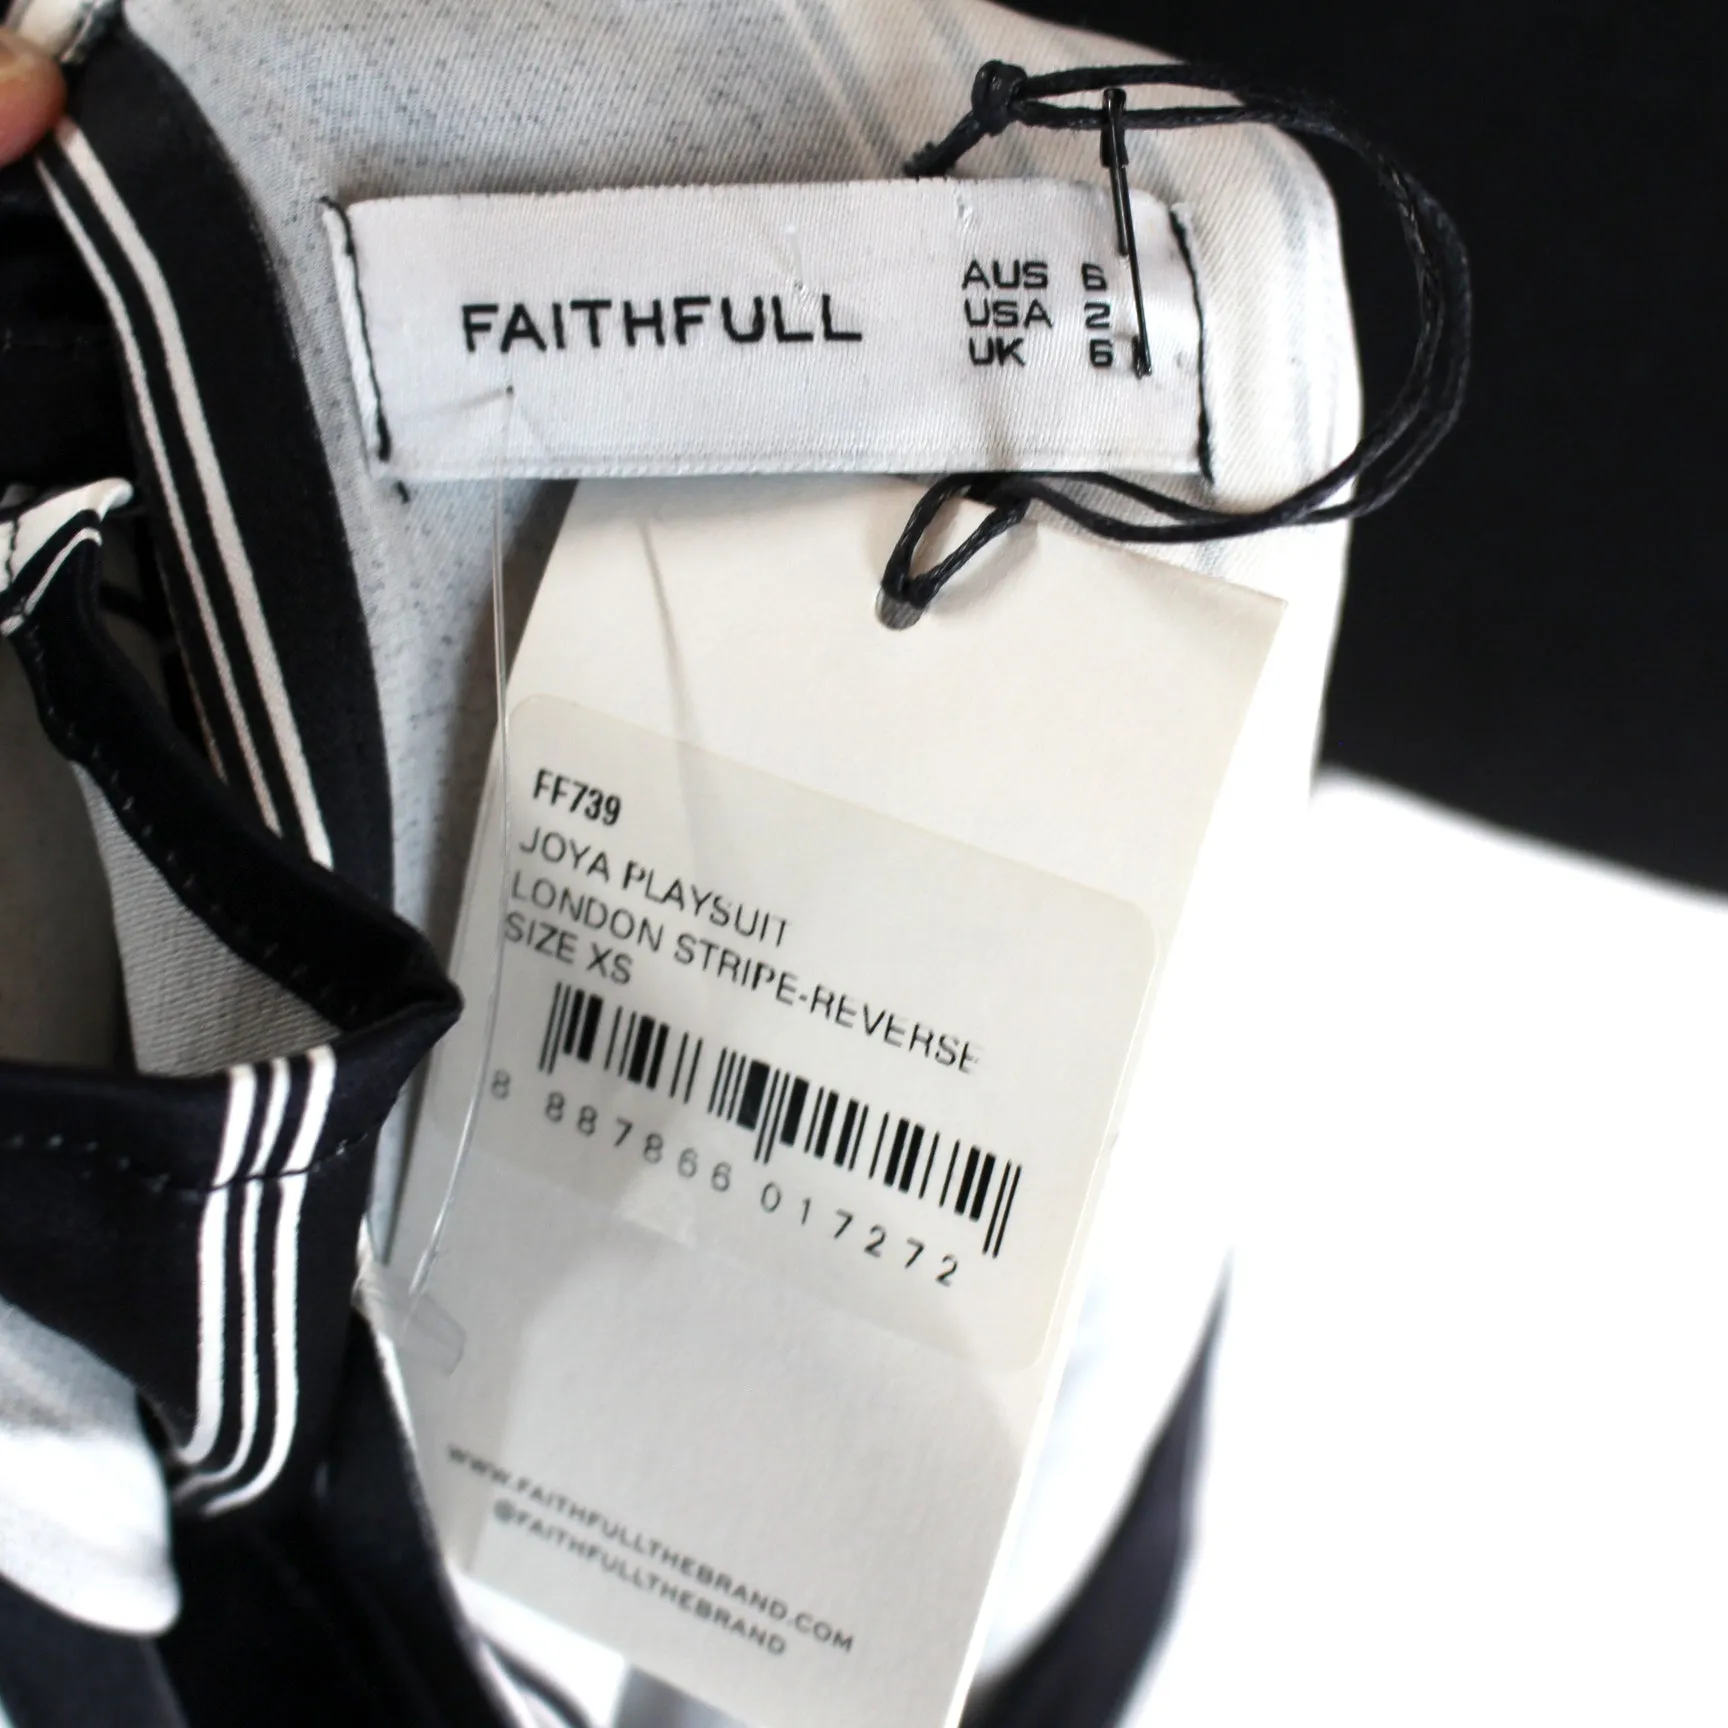 FAITHFULL
AUS 6
USA 2
UK 6
FF739
JOYA PLAYSUIT
LONDON STRIPE-REVERSE
SIZE XS
8 887866 017272
WWW.FAITHFULLTHEBRAND.COM
@FAITHFULLTHEBRAND